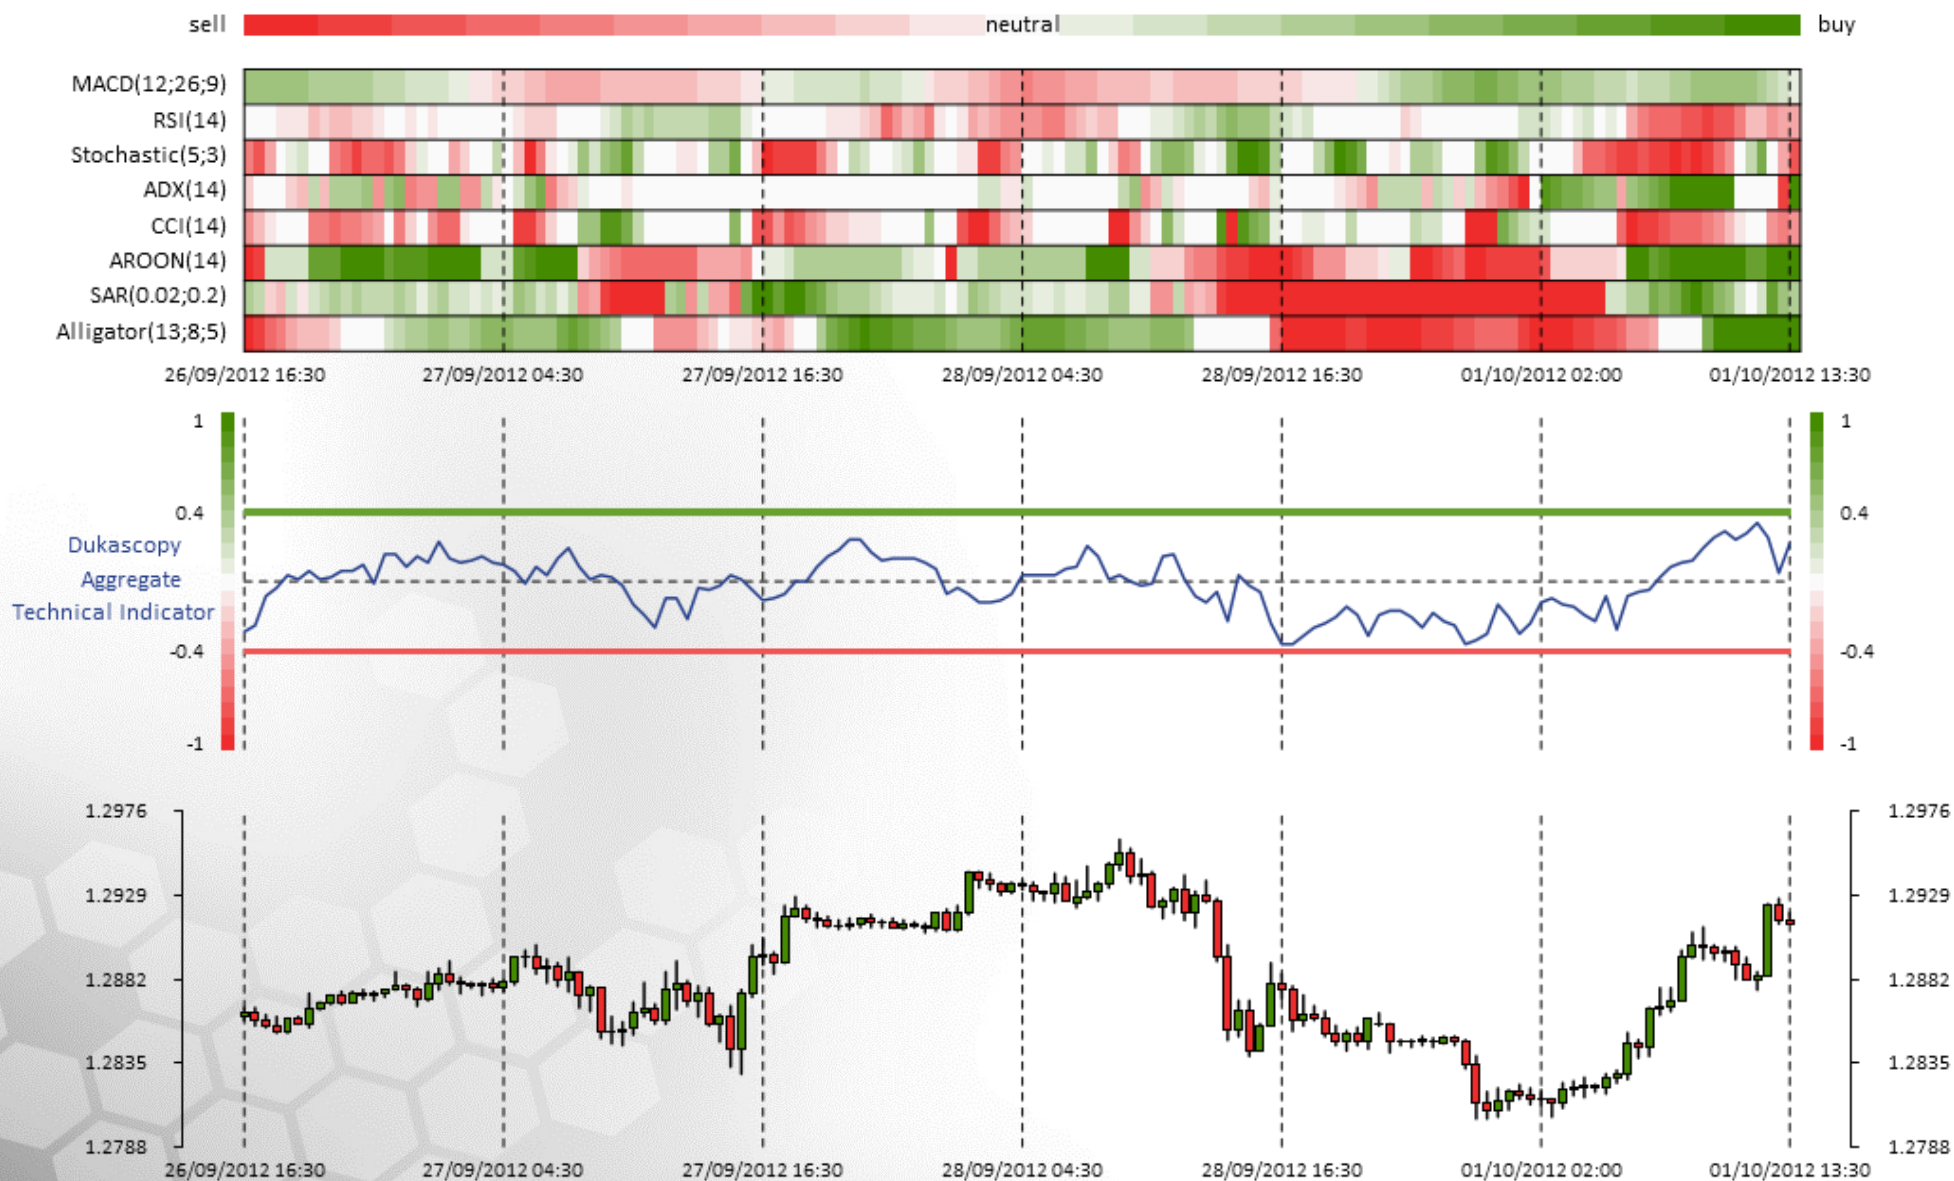 sell neutral buy
MACD(12;26;9)
RSI(14)
Stochastic(5;3)
ADX(14)
CCI(14)
AROON(14)
SAR(0.02;0.2)
Alligator(13;8;5)
26/09/2012 16:30 27/09/2012 04:30 27/09/2012 16:30 28/09/2012 04:30 28/09/2012 16:30 01/10/2012 02:00 01/10/2012 13:30
1 1
0.4 0.4
Dukascopy
Aggregate
Technical Indicator
-0.4 -0.4
-1 -1
1.2976 1.2976
1.2929 1.2929
1.2882 1.2882
1.2835 1.2835
1.2788 1.2788
26/09/2012 16:30 27/09/2012 04:30 27/09/2012 16:30 28/09/2012 04:30 28/09/2012 16:30 01/10/2012 02:00 01/10/2012 13:30